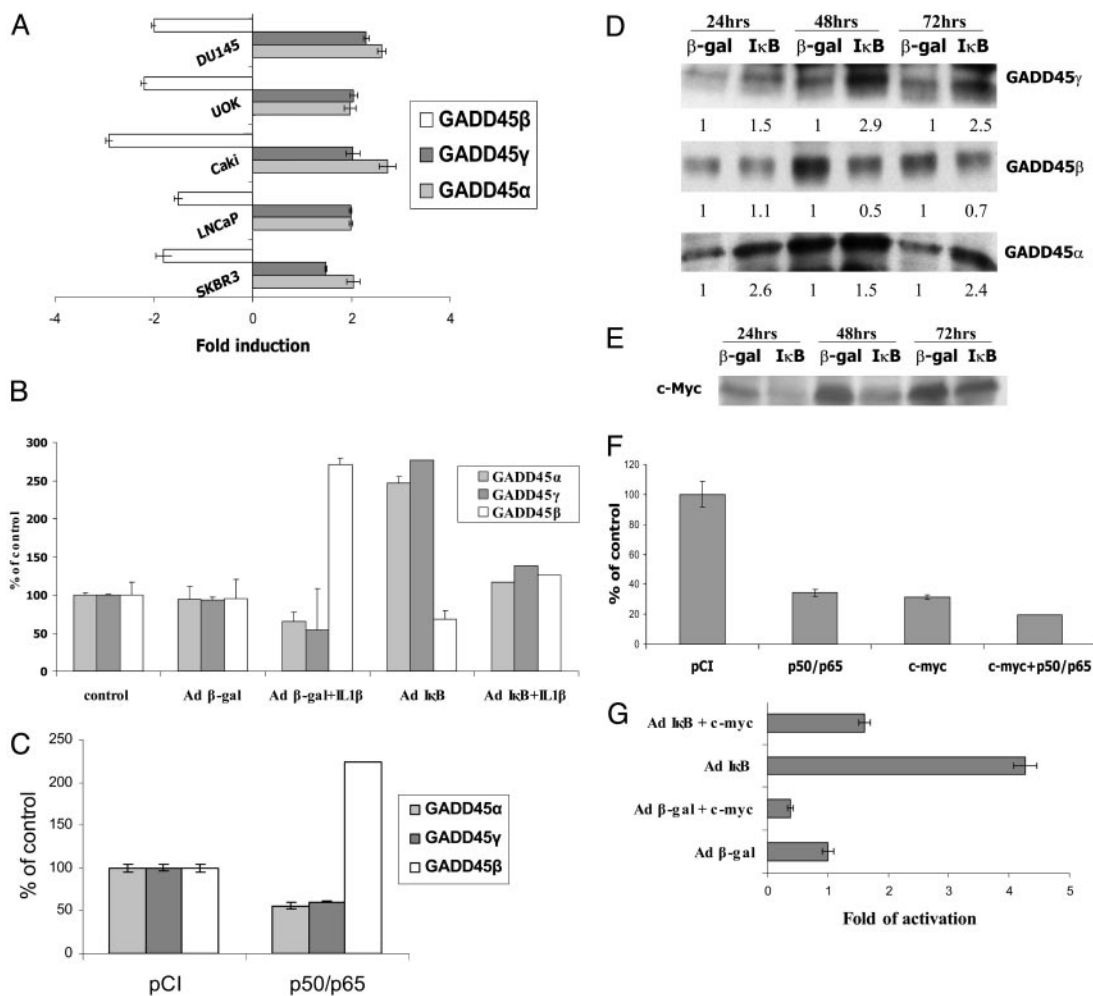 A
DU145
UOK
Caki
LNCaP
SKBR3
-4 -2 0 2 4
Fold induction
GADD45β
GADD45γ
GADD45α
B
300
250
200
150
100
50
0
% of control
GADD45α
GADD45γ
GADD45β
control Ad β-gal Ad β-gal+IL1β Ad IκB Ad IκB+IL1β
C
250
200
150
100
50
0
% of control
GADD45α
GADD45γ
GADD45β
pCI p50/p65
D
24hrs 48hrs 72hrs
β-gal IκB β-gal IκB β-gal IκB
GADD45γ
1 1.5 1 2.9 1 2.5
GADD45β
1 1.1 1 0.5 1 0.7
GADD45α
1 2.6 1 1.5 1 2.4
E
24hrs 48hrs 72hrs
β-gal IκB β-gal IκB β-gal IκB
c-Myc
F
120
100
80
60
40
20
0
% of control
pCI p50/p65 c-myc c-myc+p50/p65
G
Ad IκB + c-myc
Ad IκB
Ad β-gal + c-myc
Ad β-gal
0 1 2 3 4 5
Fold of activation